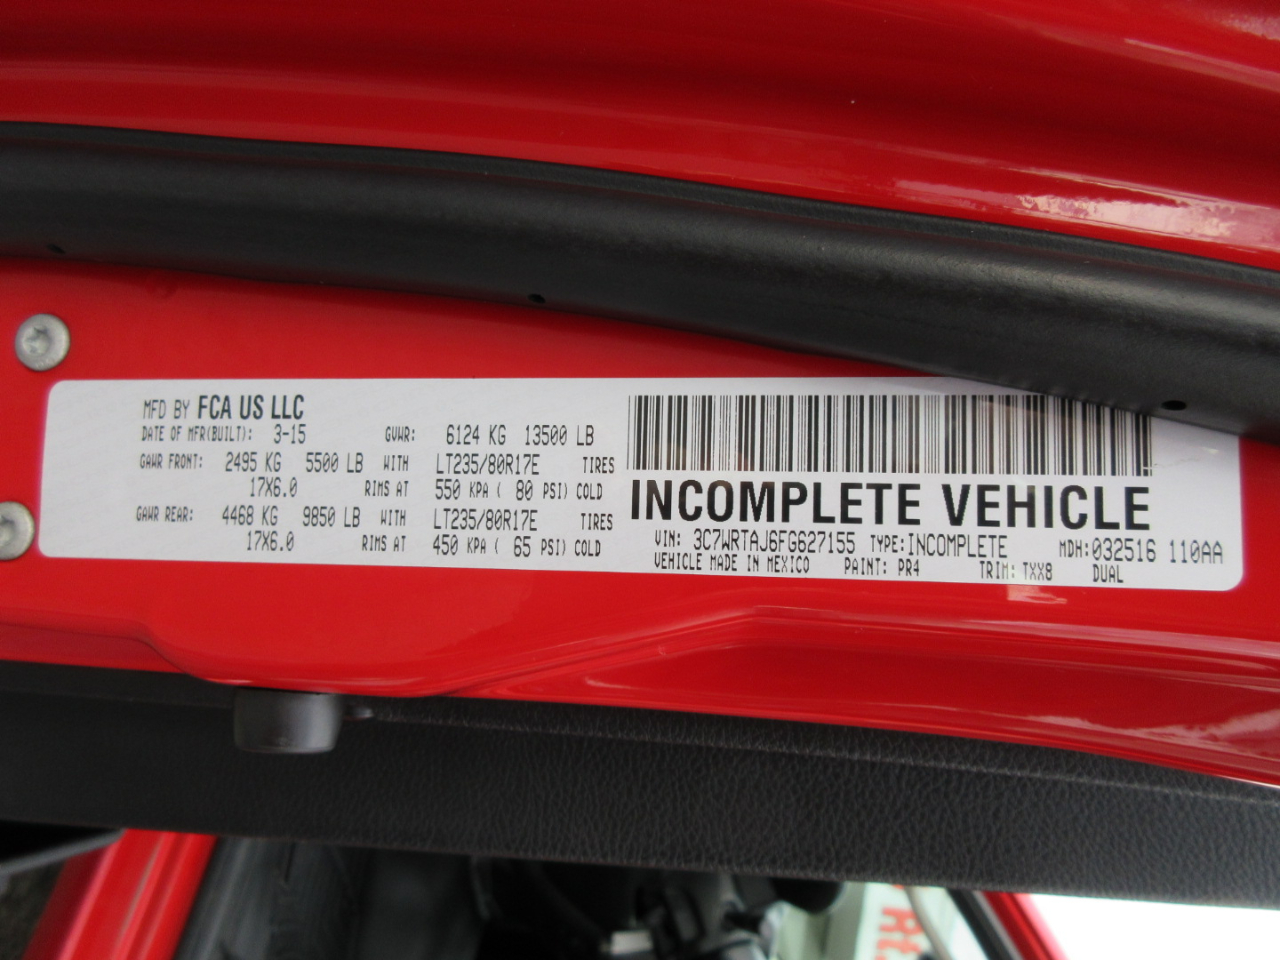 MFD BY FCA US LLC
DATE OF MFR(BUILT): 3-15 GVWR: 6124 KG 13500 LB
GAWR FRONT: 2495 KG 5500 LB WITH LT235/80R17E TIRES
17X6.0 RIMS AT 550 KPA ( 80 PSI) COLD
GAWR REAR: 4468 KG 9850 LB WITH LT235/80R17E TIRES
17X6.0 RIMS AT 450 KPA ( 65 PSI) COLD
INCOMPLETE VEHICLE
VIN: 3C7WRTAJ6FG627155 TYPE:INCOMPLETE MDH:032516 110AA
VEHICLE MADE IN MEXICO PAINT: PR4 TRIM: TXX8 DUAL